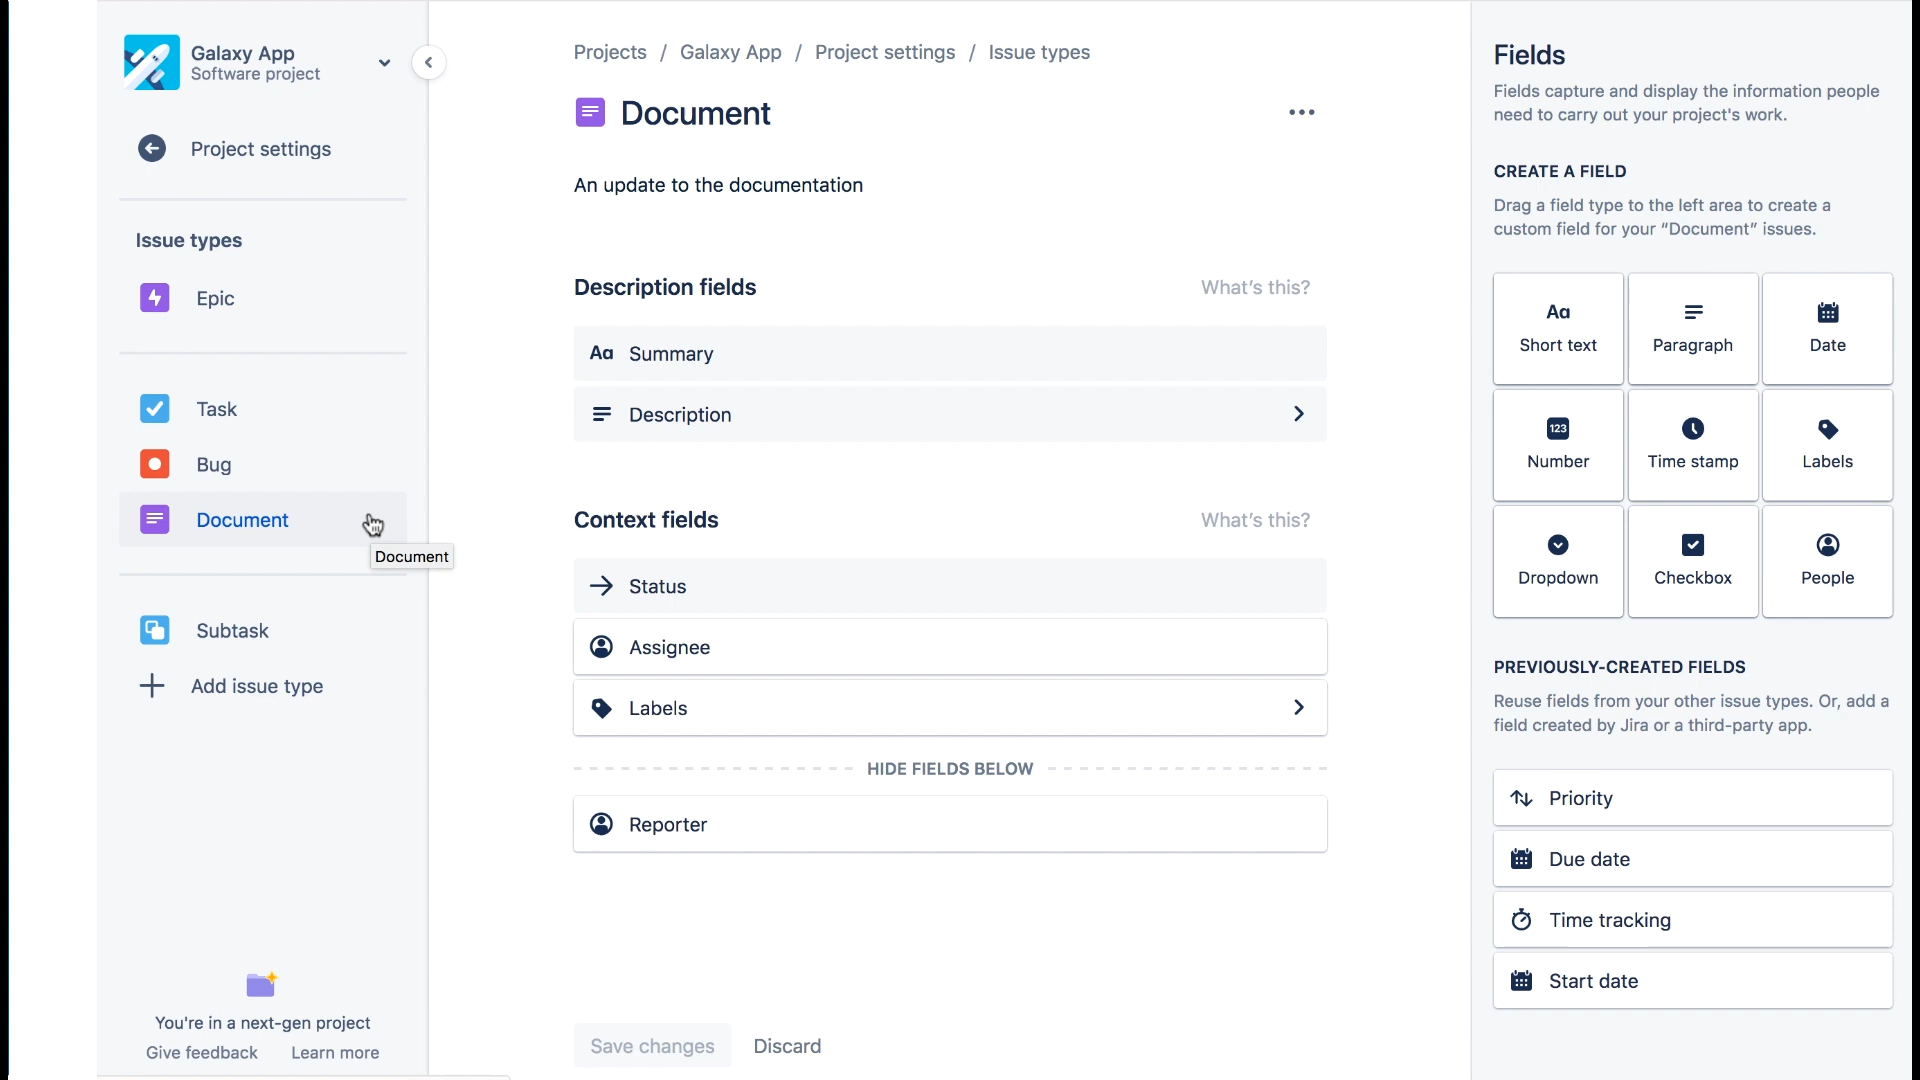 Galaxy App
Software project
Project settings
Issue types
Epic
Task
Bug
Document
Document
Subtask
Add issue type
You're in a next-gen project
Give feedback Learn more
Projects / Galaxy App / Project settings / Issue types
Document
An update to the documentation
Description fields What's this?
Aa Summary
Description
Context fields What's this?
Status
Assignee
Labels
HIDE FIELDS BELOW
Reporter
Save changes Discard
Fields
Fields capture and display the information people
need to carry out your project's work.
CREATE A FIELD
Drag a field type to the left area to create a
custom field for your “Document” issues.
Aa
Short text Paragraph Date
123
Number Time stamp Labels
Dropdown Checkbox People
PREVIOUSLY-CREATED FIELDS
Reuse fields from your other issue types. Or, add a
field created by Jira or a third-party app.
Priority
Due date
Time tracking
Start date